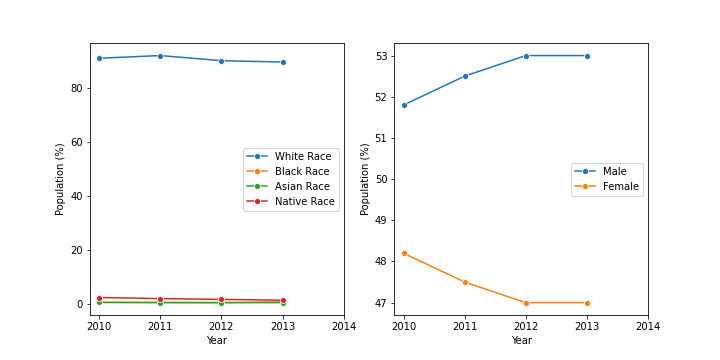 80
60
40
20
0
2010 2011 2012 2013 2014
Year
Population (%)
White Race
Black Race
Asian Race
Native Race
53
52
51
50
49
48
47
2010 2011 2012 2013 2014
Year
Population (%)
Male
Female